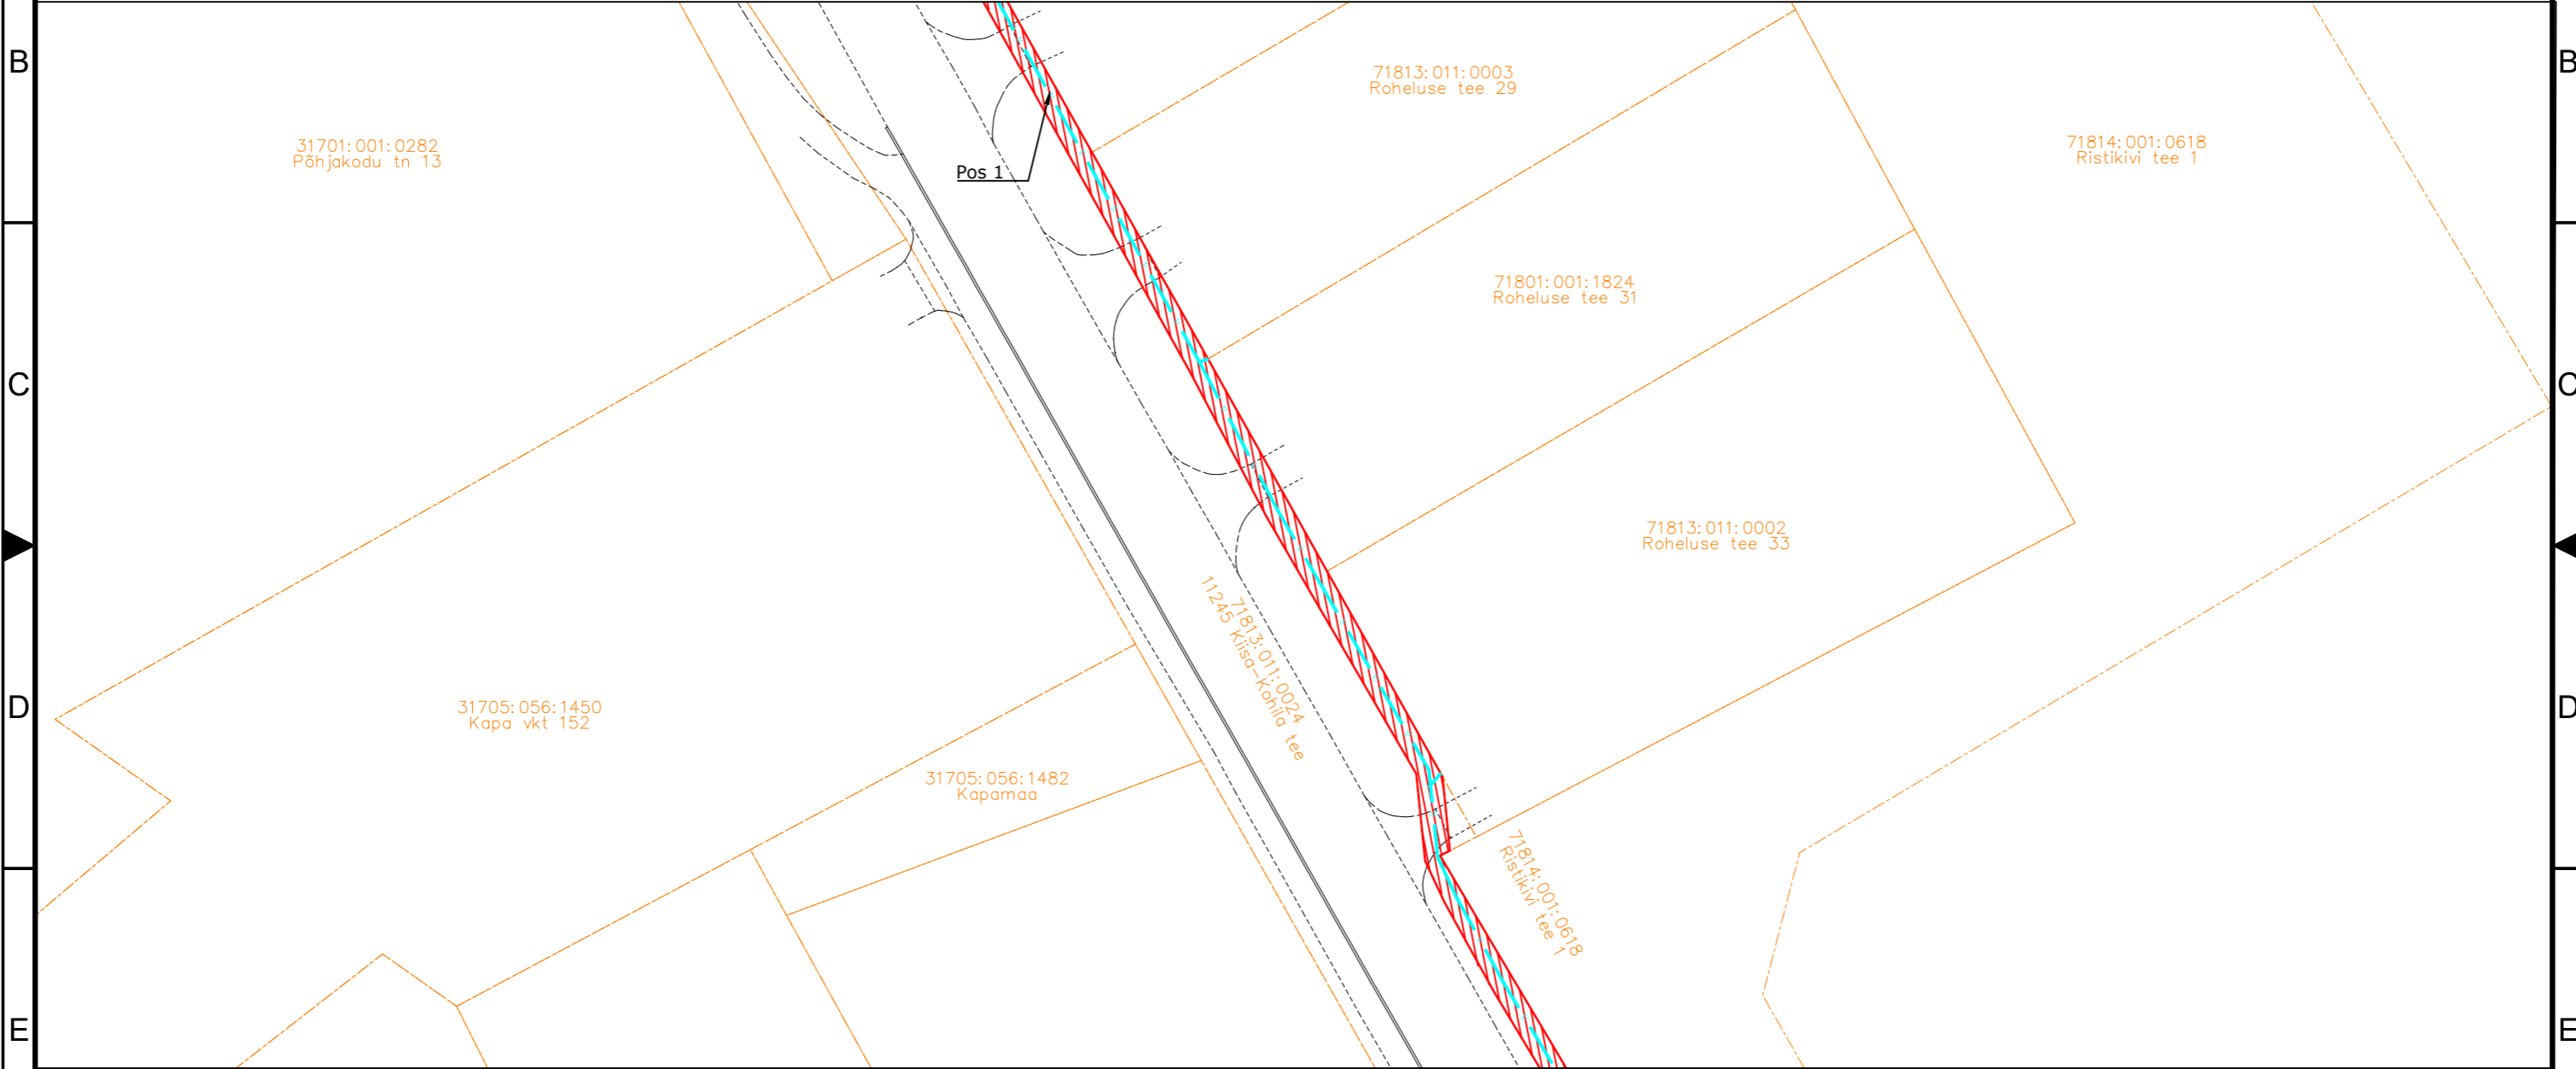 B
B
71813:011:0003
Roheluse tee 29
31701:001:0282
Põhjakodu tn 13
71814:001:0618
Ristikivi tee 1
Pos 1
71801:001:1824
Roheluse tee 31
C
C
71813:011:0002
Roheluse tee 33
71813:011:0024
11245 Kiisa-Kohila tee
D
D
31705:056:1450
Kapa vkt 152
31705:056:1482
Kapamaa
71814:001:0618
Ristikivi tee 1
E
E